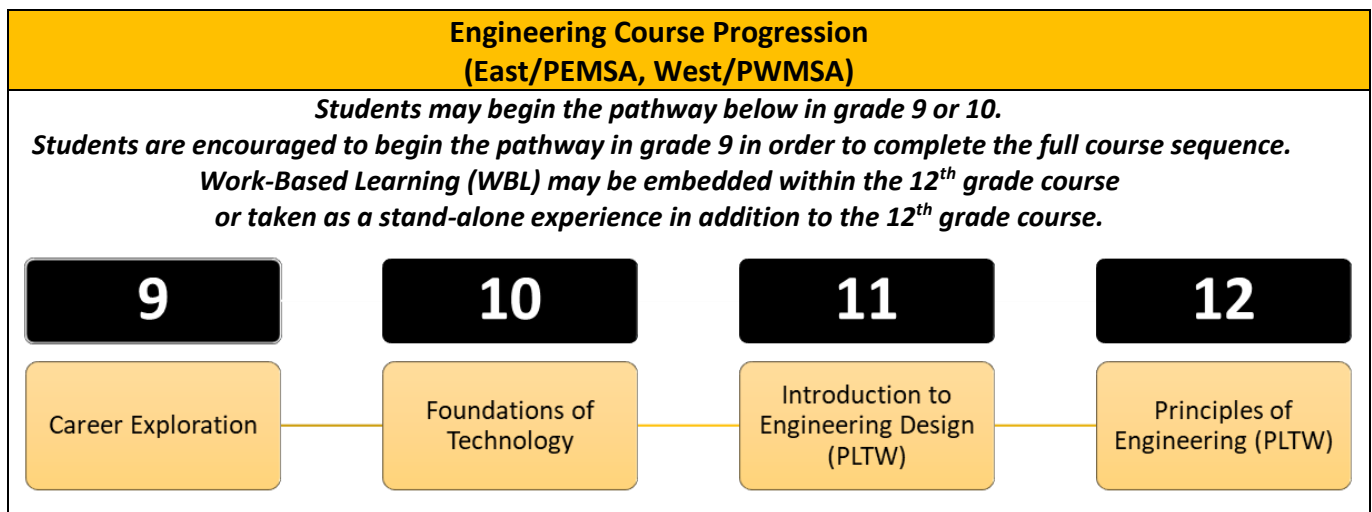 Engineering Course Progression
(East/PEMSA, West/PWMSA)
Students may begin the pathway below in grade 9 or 10.
Students are encouraged to begin the pathway in grade 9 in order to complete the full course sequence.
Work-Based Learning (WBL) may be embedded within the 12th grade course
or taken as a stand-alone experience in addition to the 12th grade course.
9
10
11
12
Career Exploration
Foundations of
Technology
Introduction to
Engineering Design
(PLTW)
Principles of
Engineering (PLTW)